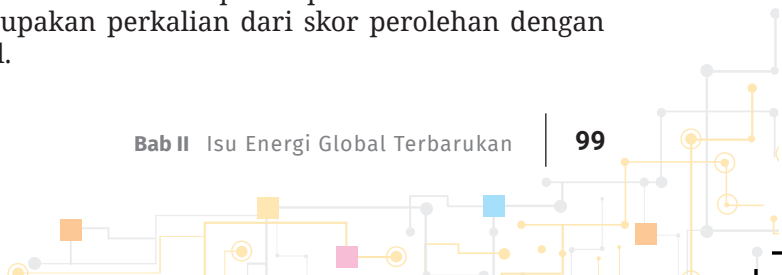 upakan perkalian dari skor perolehan dengan
Bab II Isu Energi Global Terbarukan 99